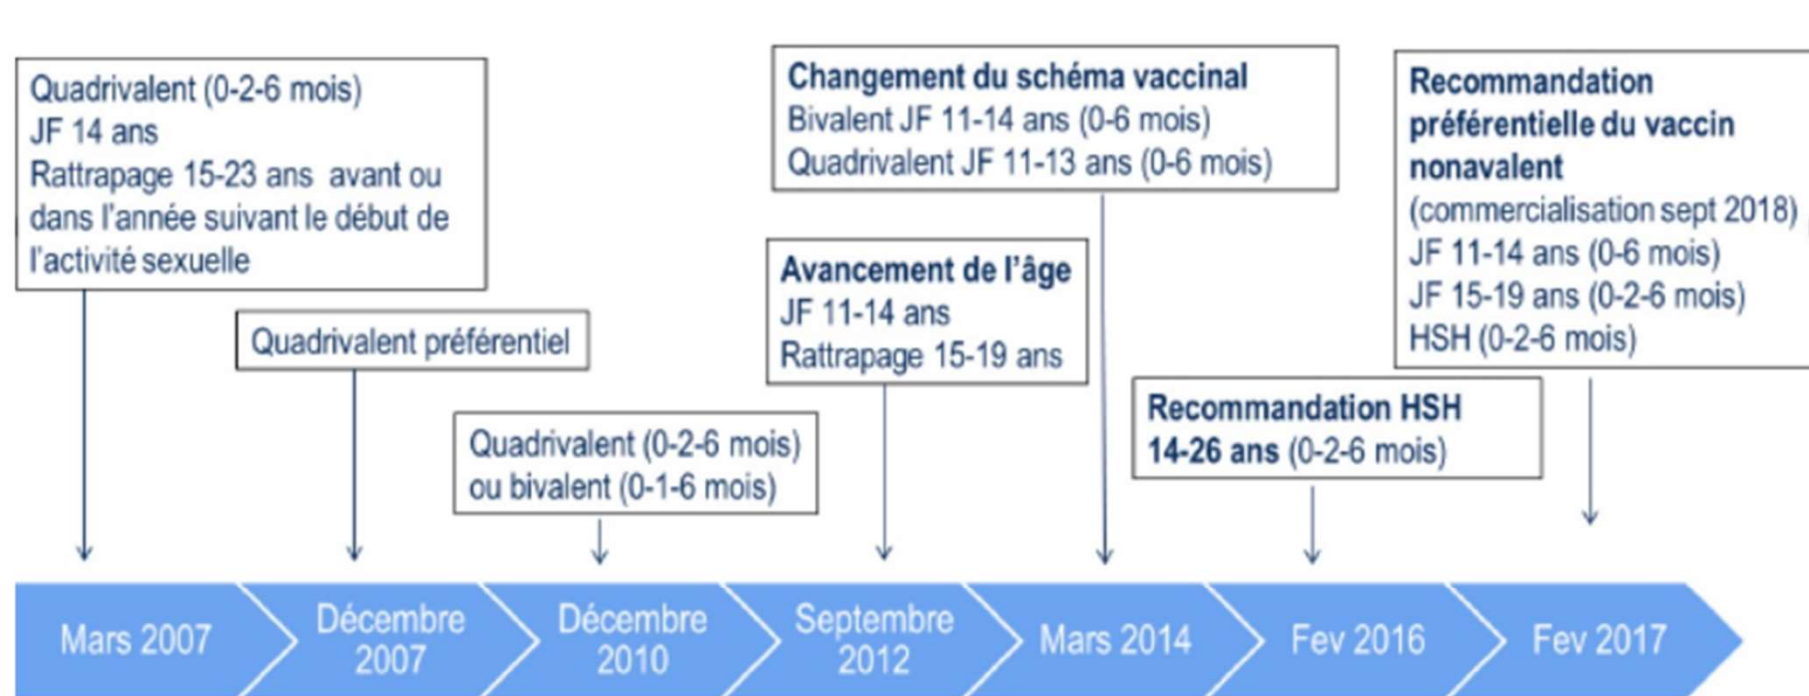 Quadrivalent (0-2-6 mois)
JF 14 ans
Rattrapage 15-23 ans avant ou
dans l'année suivant le début de
l'activité sexuelle
Quadrivalent préférentiel
Quadrivalent (0-2-6 mois)
ou bivalent (0-1-6 mois)
Avancement de l'âge
JF 11-14 ans
Rattrapage 15-19 ans
Changement du schéma vaccinal
Bivalent JF 11-14 ans (0-6 mois)
Quadrivalent JF 11-13 ans (0-6 mois)
Recommandation HSH
14-26 ans (0-2-6 mois)
Recommandation
préférentielle du vaccin
nonavalent
(commercialisation sept 2018)
JF 11-14 ans (0-6 mois)
JF 15-19 ans (0-2-6 mois)
HSH (0-2-6 mois)
Mars 2007
Décembre
2007
Décembre
2010
Septembre
2012
Mars 2014
Fev 2016
Fev 2017